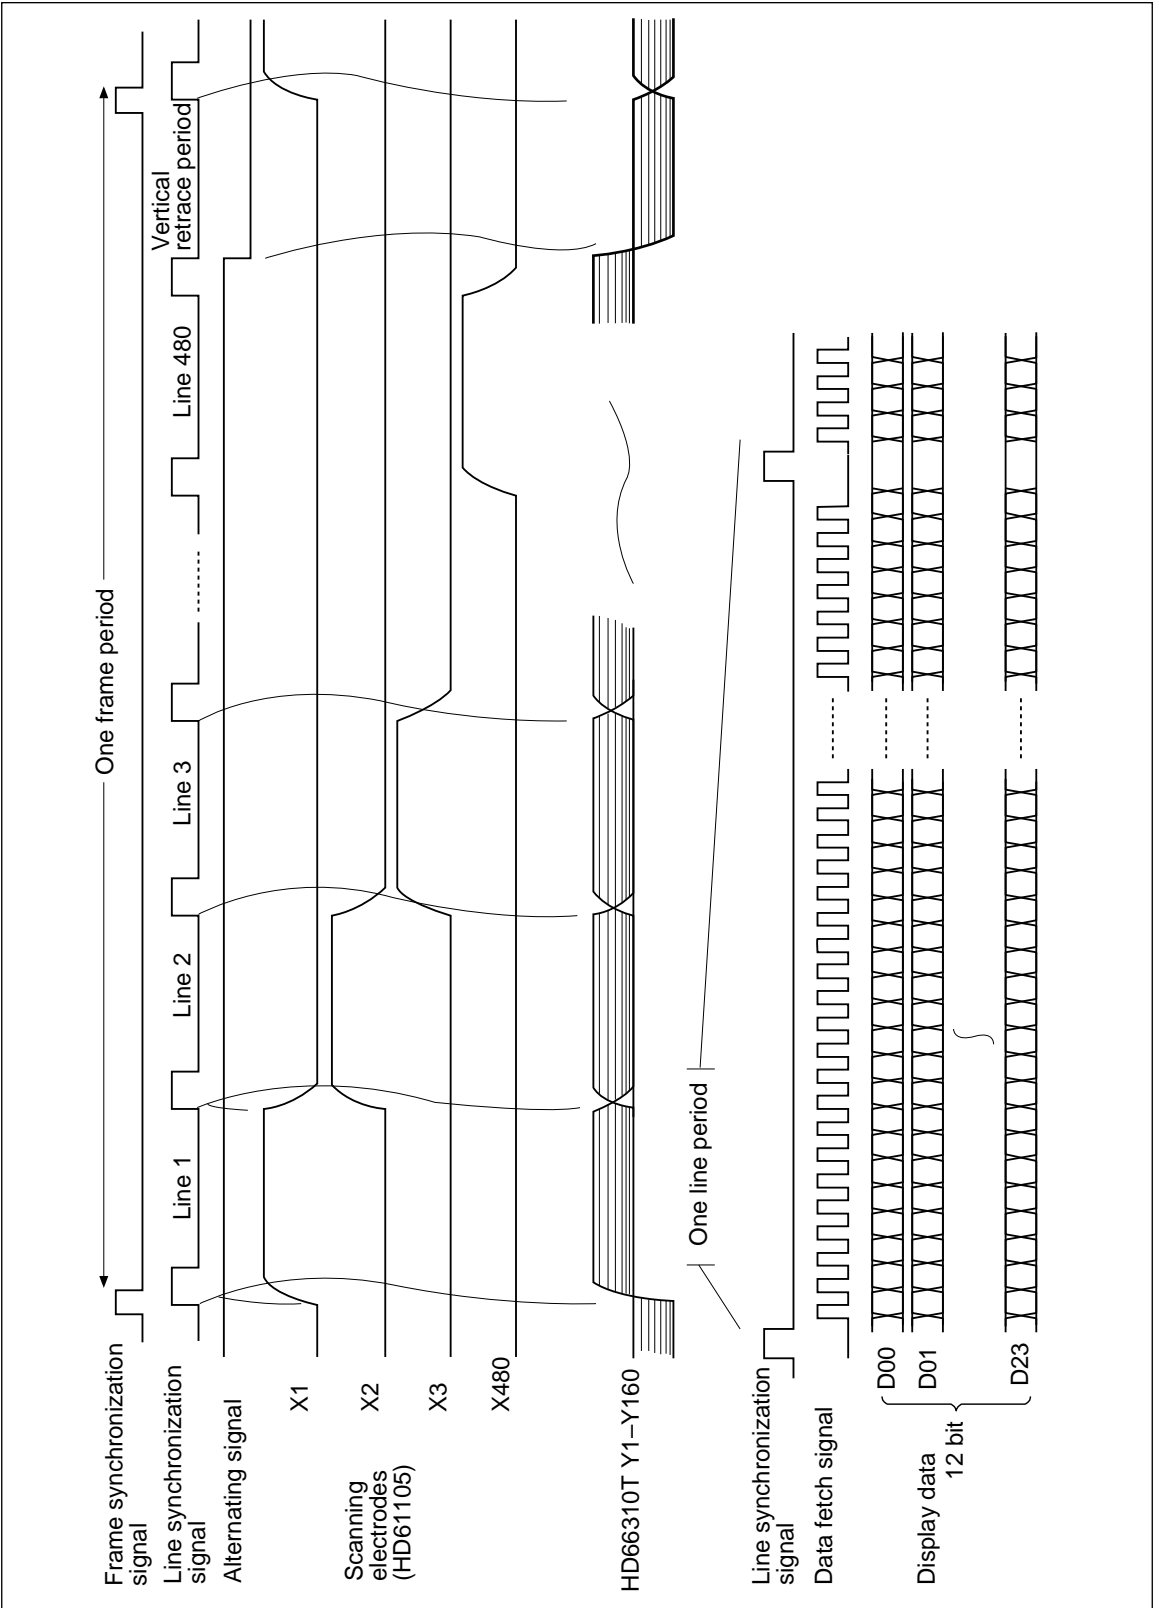 Frame synchronization
signal
One frame period
Line synchronization
signal
Line 1
Line 2
Line 3
Line 480
Vertical
retrace period
Alternating signal
Scanning
electrodes
(HD61105)
X1
X2
X3
X480
HD66310T Y1–Y160
One line period
Line synchronization
signal
Data fetch signal
Display data
12 bit
D00
D01
D23